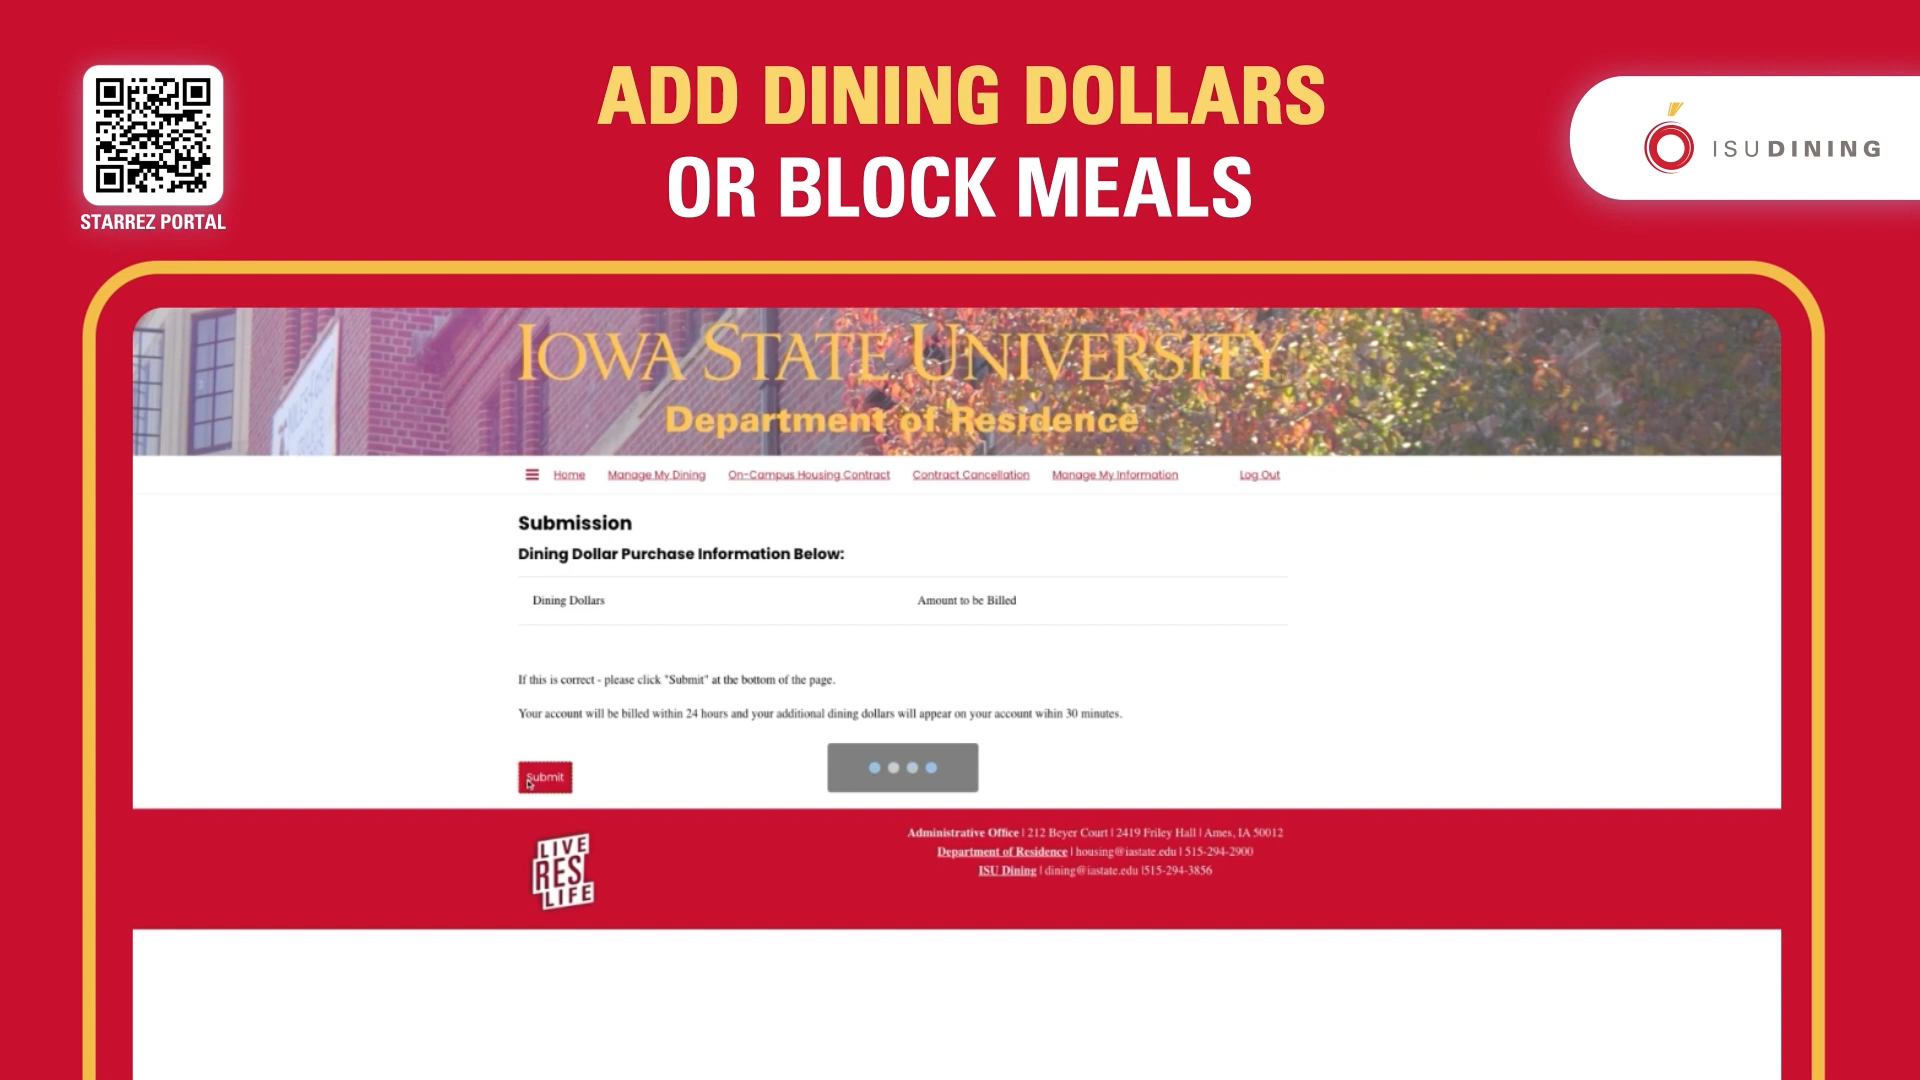 ADD DINING DOLLARS
OR BLOCK MEALS
STARREZ PORTAL
ISUDINING
IOWA STATE UNIVERSITY
Department of Residence
Home Manage My Dining On-Campus Housing Contract Contract Cancellation Manage My Information Log Out
Submission
Dining Dollar Purchase Information Below:
Dining Dollars Amount to be Billed
If this is correct - please click "Submit" at the bottom of the page.
Your account will be billed within 24 hours and your additional dining dollars will appear on your account wihin 30 minutes.
Submit
LIVE
RES
LIFE
Administrative Office | 212 Beyer Court | 2419 Friley Hall | Ames, IA 50012
Department of Residence | housing@iastate.edu | 515-294-2900
ISU Dining | dining@iastate.edu |515-294-3856